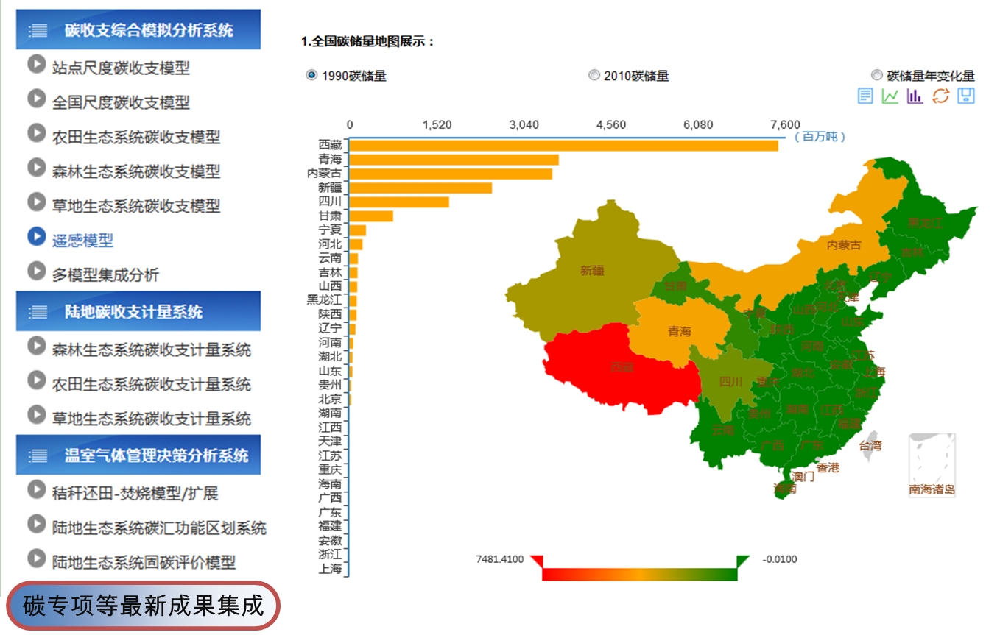 碳收支综合模拟分析系统
站点尺度碳收支模型
全国尺度碳收支模型
农田生态系统碳收支模型
森林生态系统碳收支模型
草地生态系统碳收支模型
遥感模型
多模型集成分析
陆地碳收支计量系统
森林生态系统碳收支计量系统
农田生态系统碳收支计量系统
草地生态系统碳收支计量系统
温室气体管理决策分析系统
秸秆还田-焚烧模型/扩展
陆地生态系统碳汇功能区划系统
陆地生态系统固碳评价模型
碳专项等最新成果集成
1.全国碳储量地图展示：
1990碳储量 2010碳储量 碳储量年变化量
0 1,520 3,040 4,560 6,080 7,600
（百万吨）
西藏
青海
内蒙古
新疆
四川
甘肃
宁夏
河北
云南
吉林
山西
黑龙江
陕西
辽宁
河南
湖北
山东
贵州
北京
湖南
江西
天津
江苏
重庆
海南
广西
广东
福建
安徽
浙江
上海
黑龙江
内蒙古
吉林
新疆
辽宁
甘肃
北京
天津
山西
河北
宁夏
山东
陕西
青海
河南
江苏
西藏
安徽
上海
湖北
四川
重庆
浙江
湖南
江西
贵州
福建
云南
广西
广东
台湾
香港
澳门
海南
南海诸岛
7481.4100 -0.0100